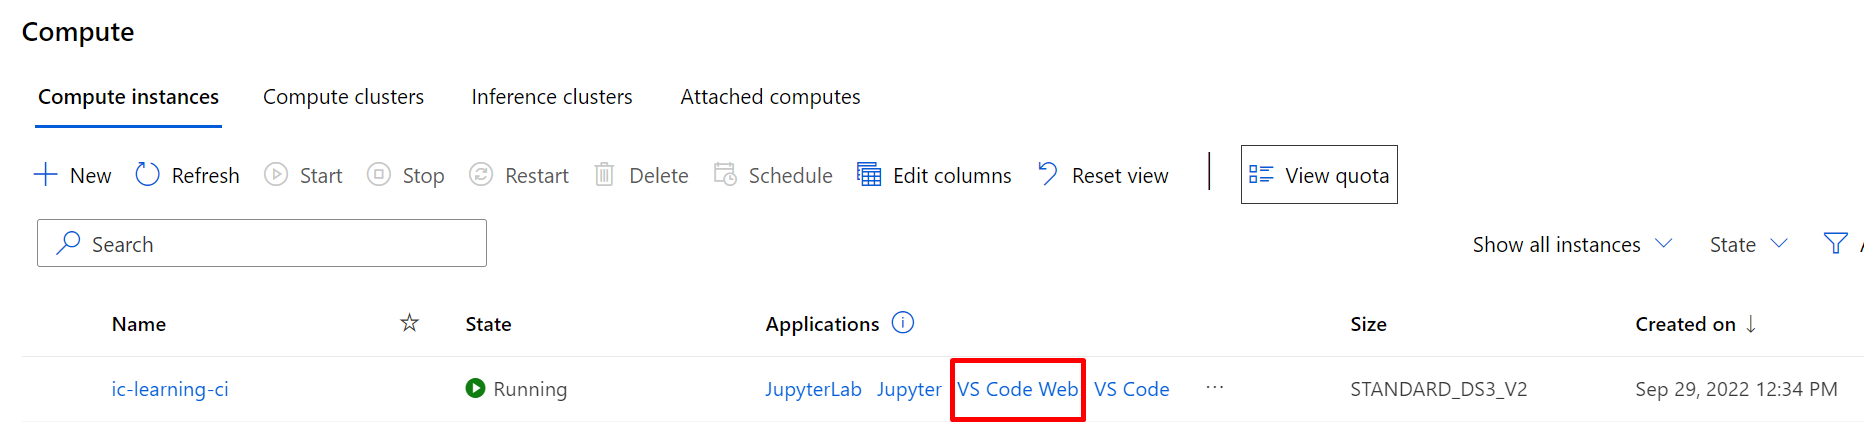 Compute
Compute instances Compute clusters Inference clusters Attached computes
New Refresh Start Stop Restart Delete Schedule Edit columns Reset view View quota
Search Show all instances State
Name State Applications Size Created on
ic-learning-ci Running JupyterLab Jupyter VS Code Web VS Code ... STANDARD_DS3_V2 Sep 29, 2022 12:34 PM